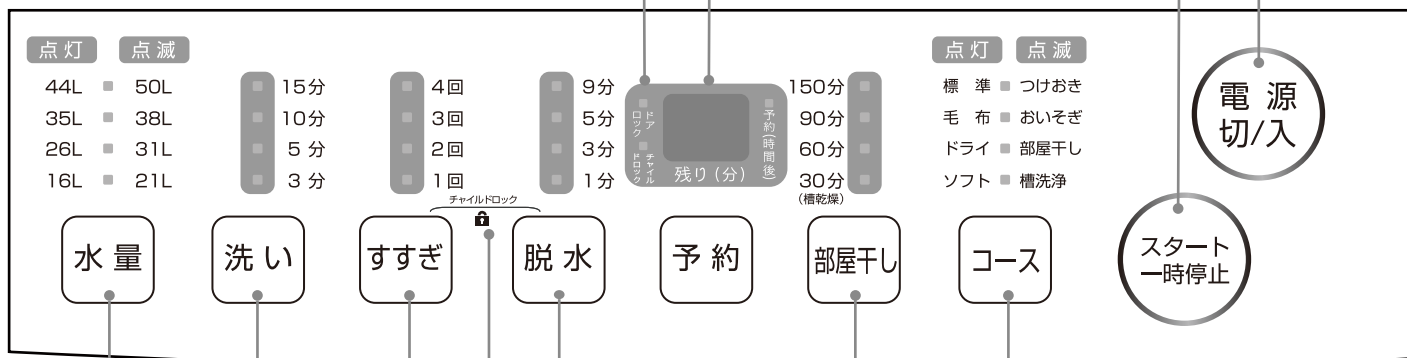 点灯 点滅
44L 50L
35L 38L
26L 31L
16L 21L
水量
15分
10分
5分
3分
洗い
4回
3回
2回
1回
すすぎ
チャイルドロック
9分
5分
3分
1分
脱水
ドア
ロック
チャイル
ドロック
残り(分)
予約(時間後)
予約
150分
90分
60分
30分
(槽乾燥)
部屋干し
点灯 点滅
標準 つけおき
毛布 おいそぎ
ドライ 部屋干し
ソフト 槽洗浄
コース
電源
切/入
スタート
一時停止